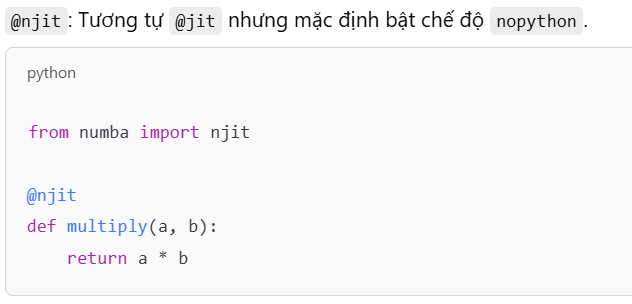 @njit: Tương tự @jit nhưng mặc định bật chế độ nopython.
python
from numba import njit
@njit
def multiply(a, b):
    return a * b